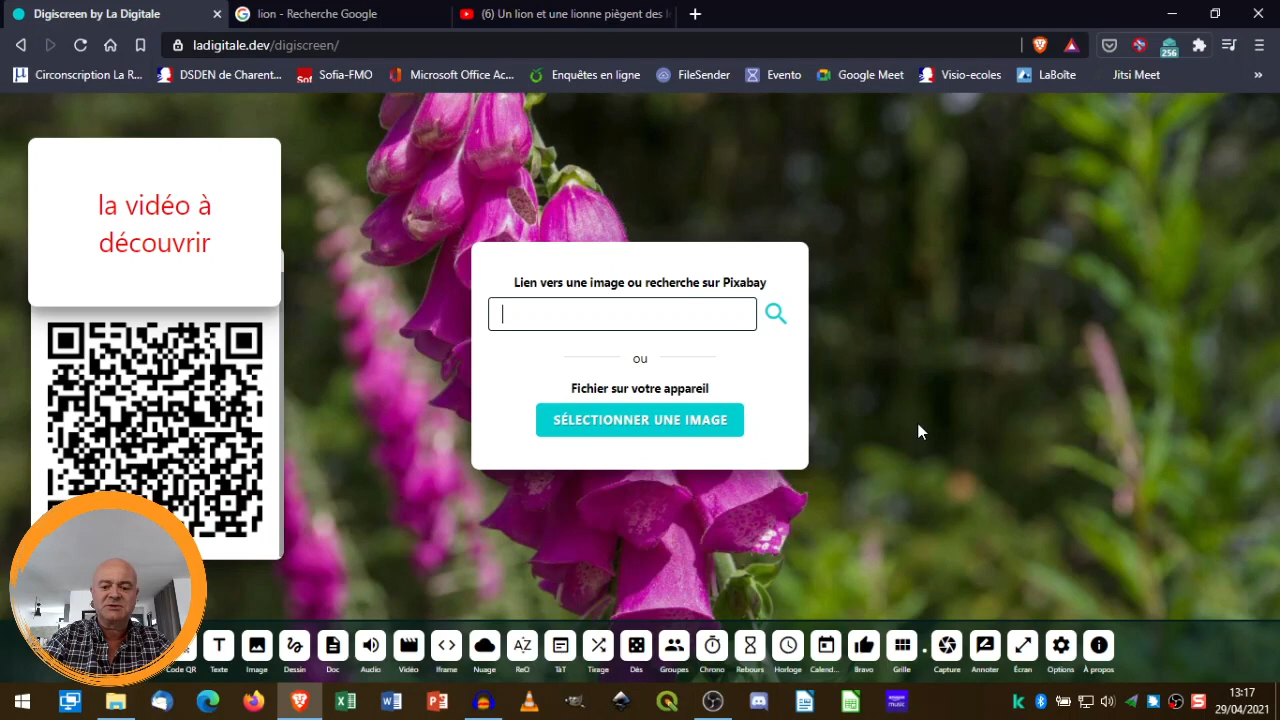 Digiscreen by La Digitale
lion - Recherche Google
(6) Un lion et une lionne piègent des l
ladigitale.dev/digiscreen/
256
Circonscription La R...
DSDEN de Charent...
Sofia-FMO
Microsoft Office Ac...
Enquêtes en ligne
FileSender
Evento
Google Meet
Visio-ecoles
LaBoîte
Jitsi Meet
la vidéo à
découvrir
Lien vers une image ou recherche sur Pixabay
ou
Fichier sur votre appareil
SÉLECTIONNER UNE IMAGE
Code QR
Texte
Image
Dessin
Doc
Audio
Vidéo
Iframe
Nuage
ReO
TàT
Tirage
Dés
Groupes
Chrono
Rebours
Horloge
Calend...
Bravo
Grille
Capture
Annoter
Écran
Options
À propos
13:17
29/04/2021